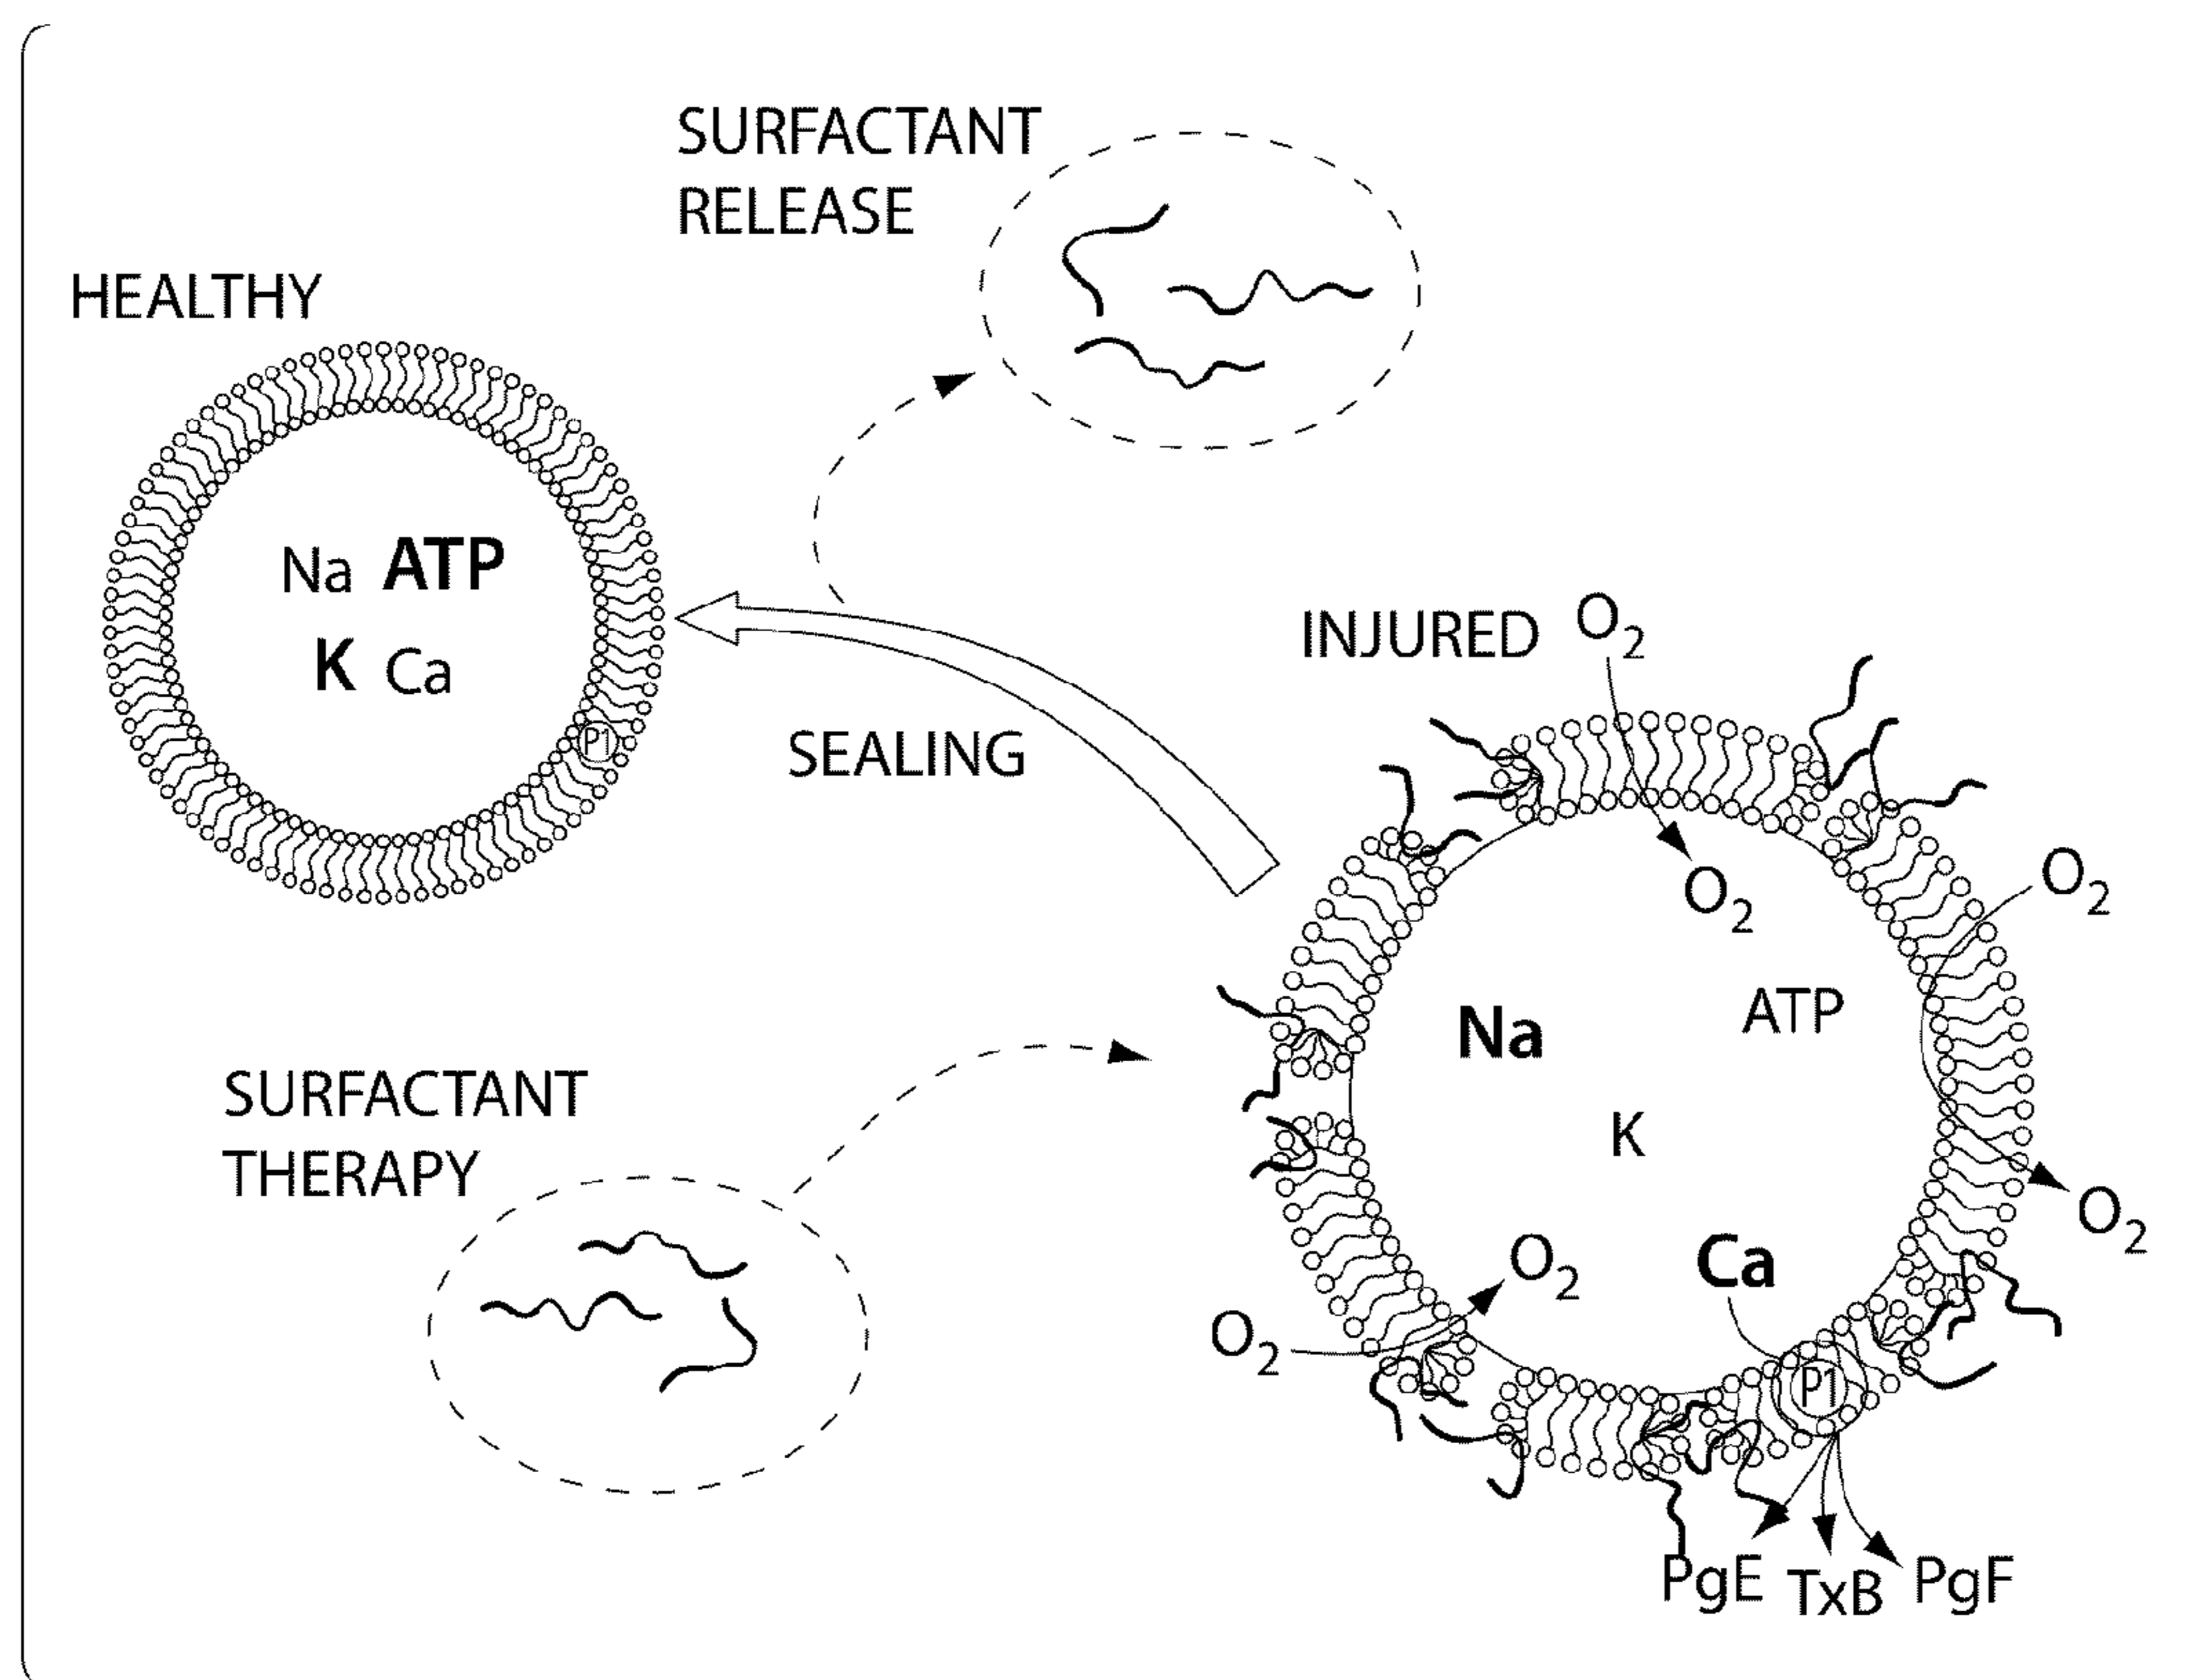 SURFACTANT
RELEASE
HEALTHY
Na ATP
K Ca
P1
SEALING
INJURED
O2
O2
O2
Na
ATP
K
O2
Ca
O2
O2
P1
SURFACTANT
THERAPY
PgE TxB PgF